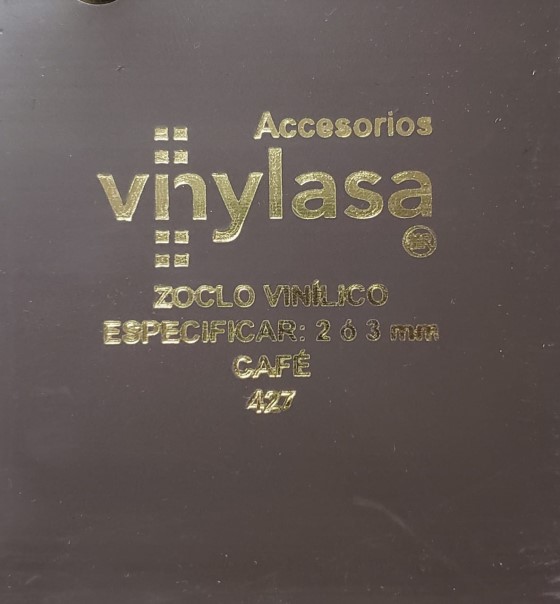 Accesorios
vinylasa
ZOCLO VINÍLICO
ESPECIFICAR: 2 ó 3 mm
CAFÉ
427